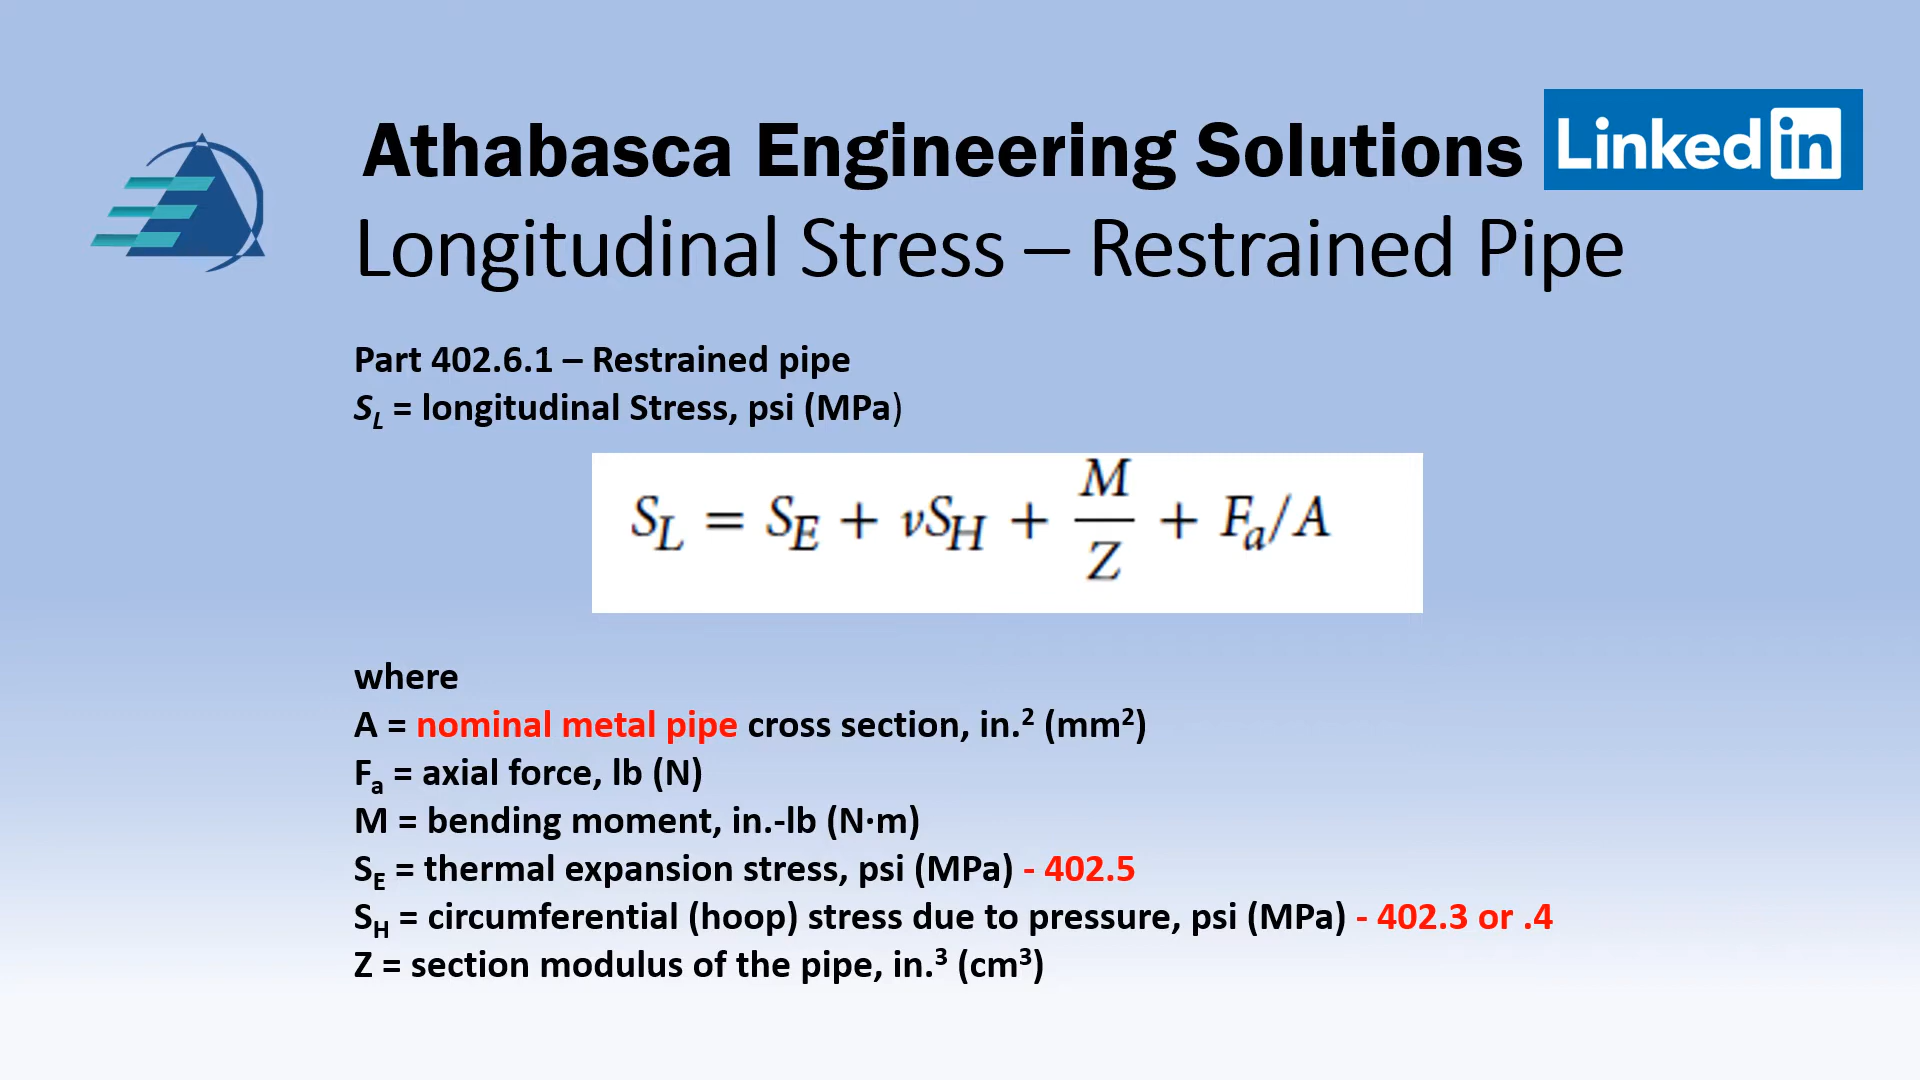 Athabasca Engineering Solutions
Linked in
Longitudinal Stress – Restrained Pipe
Part 402.6.1 – Restrained pipe
S_L = longitudinal Stress, psi (MPa)
S_L = S_E + νS_H + M/Z + F_a/A
where
A = nominal metal pipe cross section, in.² (mm²)
F_a = axial force, lb (N)
M = bending moment, in.-lb (N·m)
S_E = thermal expansion stress, psi (MPa) - 402.5
S_H = circumferential (hoop) stress due to pressure, psi (MPa) - 402.3 or .4
Z = section modulus of the pipe, in.³ (cm³)